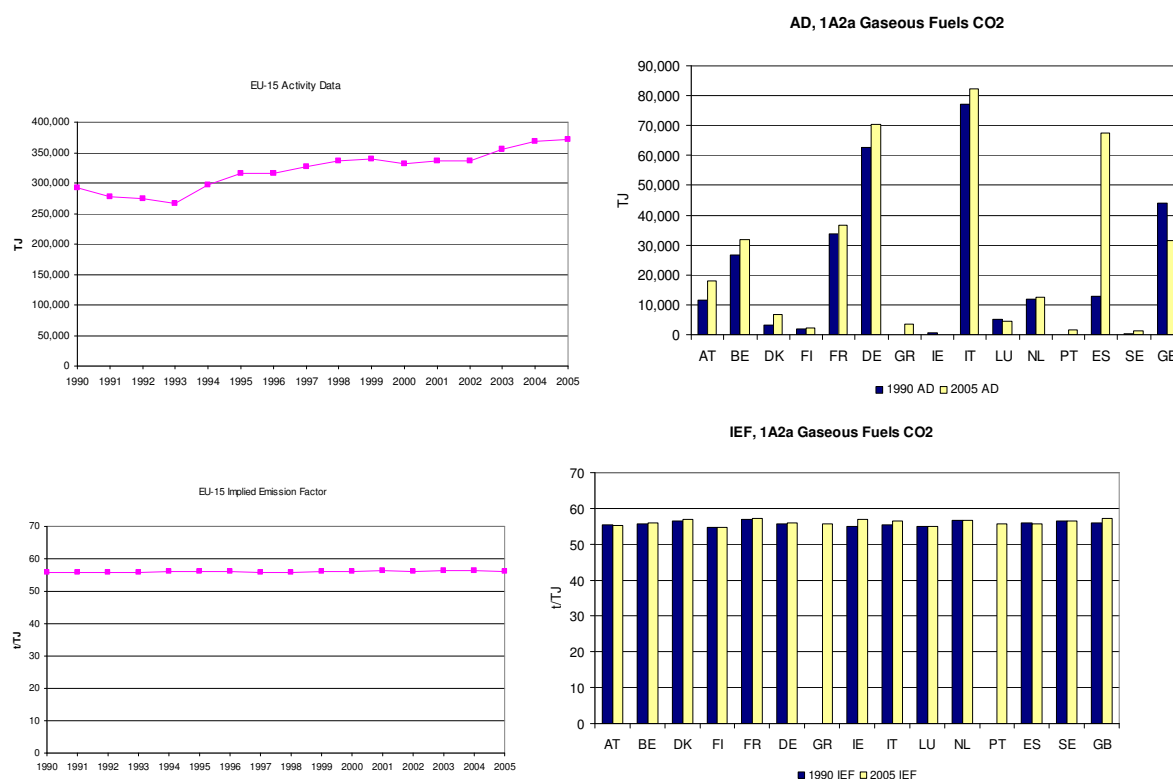 EU-15 Activity Data
400,000
350,000
300,000
250,000
200,000
150,000
100,000
50,000
0
TJ
1990 1991 1992 1993 1994 1995 1996 1997 1998 1999 2000 2001 2002 2003 2004 2005
AD, 1A2a Gaseous Fuels CO2
90,000
80,000
70,000
60,000
50,000
40,000
30,000
20,000
10,000
0
TJ
AT BE DK FI FR DE GR IE IT LU NL PT ES SE GB
1990 AD 2005 AD
EU-15 Implied Emission Factor
70
60
50
40
30
20
10
0
t/TJ
1990 1991 1992 1993 1994 1995 1996 1997 1998 1999 2000 2001 2002 2003 2004 2005
IEF, 1A2a Gaseous Fuels CO2
70
60
50
40
30
20
10
0
t/TJ
AT BE DK FI FR DE GR IE IT LU NL PT ES SE GB
1990 IEF 2005 IEF